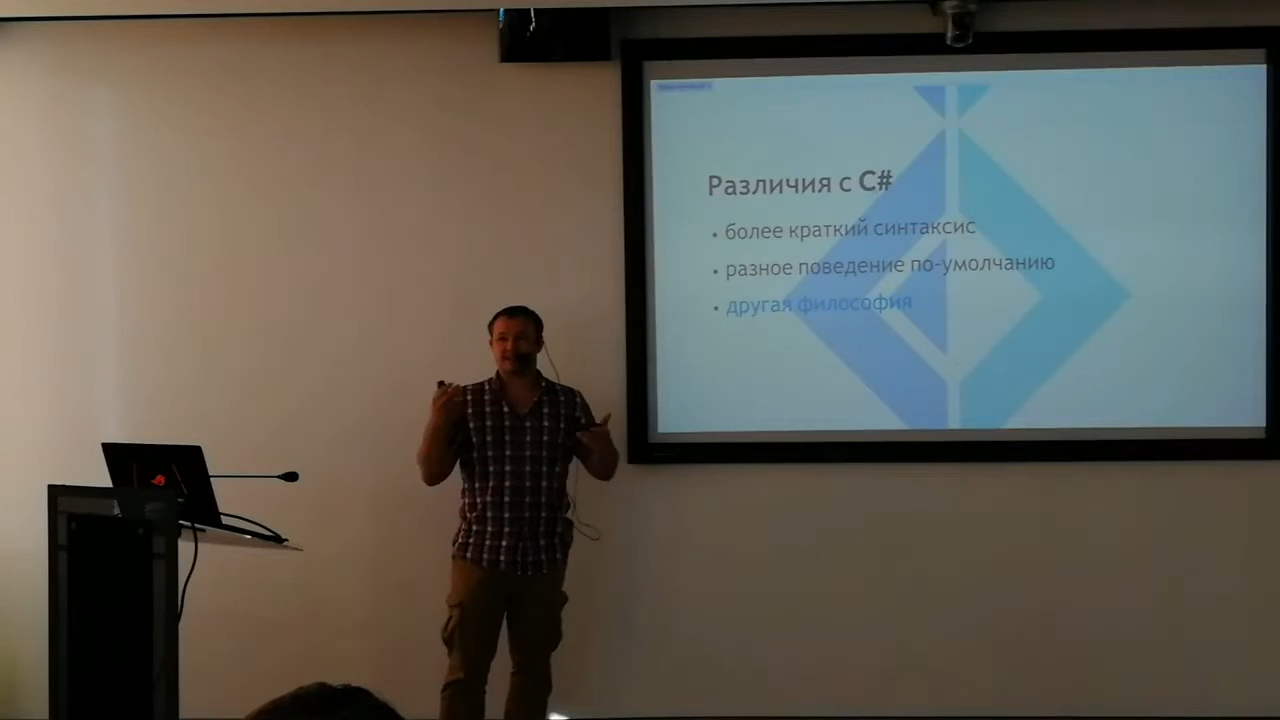 Различия с C#
• более краткий синтаксис
• разное поведение по-умолчанию
• другая философия